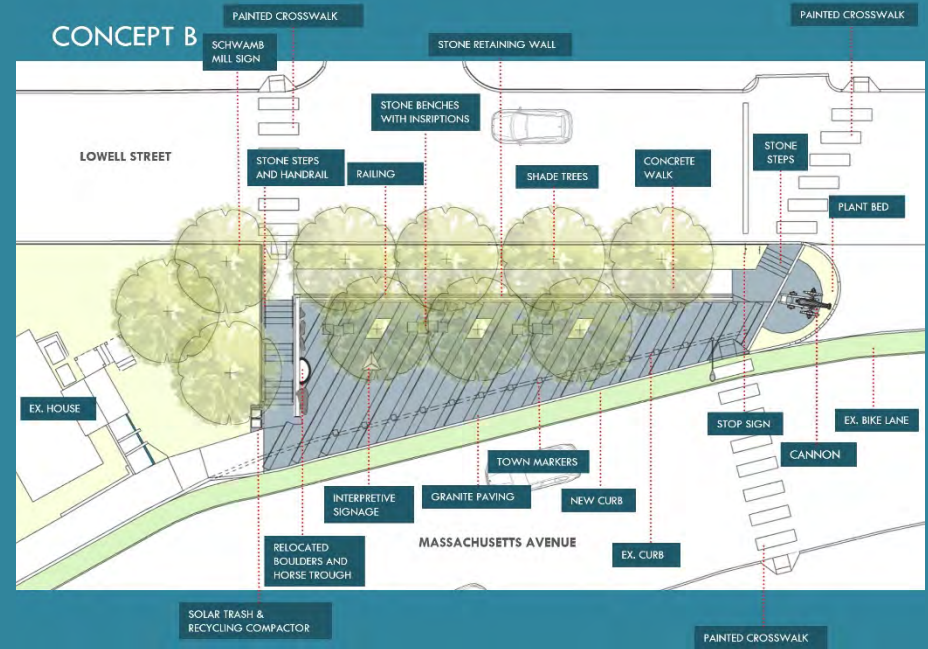 PAINTED CROSSWALK
PAINTED CROSSWALK
CONCEPT B
SCHWAMB
MILL SIGN
STONE RETAINING WALL
STONE BENCHES
WITH INSRIPTIONS
LOWELL STREET
STONE STEPS
AND HANDRAIL
RAILING
SHADE TREES
CONCRETE
WALK
STONE
STEPS
PLANT BED
EX. HOUSE
STOP SIGN
EX. BIKE LANE
CANNON
TOWN MARKERS
INTERPRETIVE
SIGNAGE
GRANITE PAVING
NEW CURB
MASSACHUSETTS AVENUE
EX. CURB
RELOCATED
BOULDERS AND
HORSE TROUGH
SOLAR TRASH &
RECYCLING COMPACTOR
PAINTED CROSSWALK